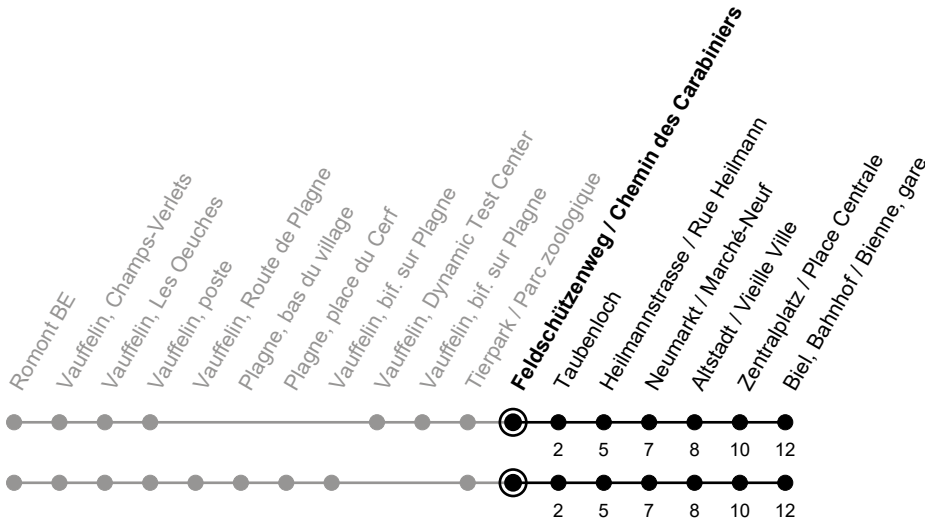 Romont BE
Vauffelin, Champs-Verlets
Vauffelin, Les Oeuches
Vauffelin, poste
Vauffelin, Route de Plagne
Plagne, bas du village
Plagne, place du Cerf
Vauffelin, bif. sur Plagne
Vauffelin, Dynamic Test Center
Vauffelin, bif. sur Plagne
Tierpark / Parc zoologique
Feldschützenweg / Chemin des Carabiniers
Taubenloch
Heilmannstrasse / Rue Heilmann
Neumarkt / Marché-Neuf
Altstadt / Vieille Ville
Zentralplatz / Place Centrale
Biel, Bahnhof / Bienne, gare
2 5 7 8 10 12
2 5 7 8 10 12